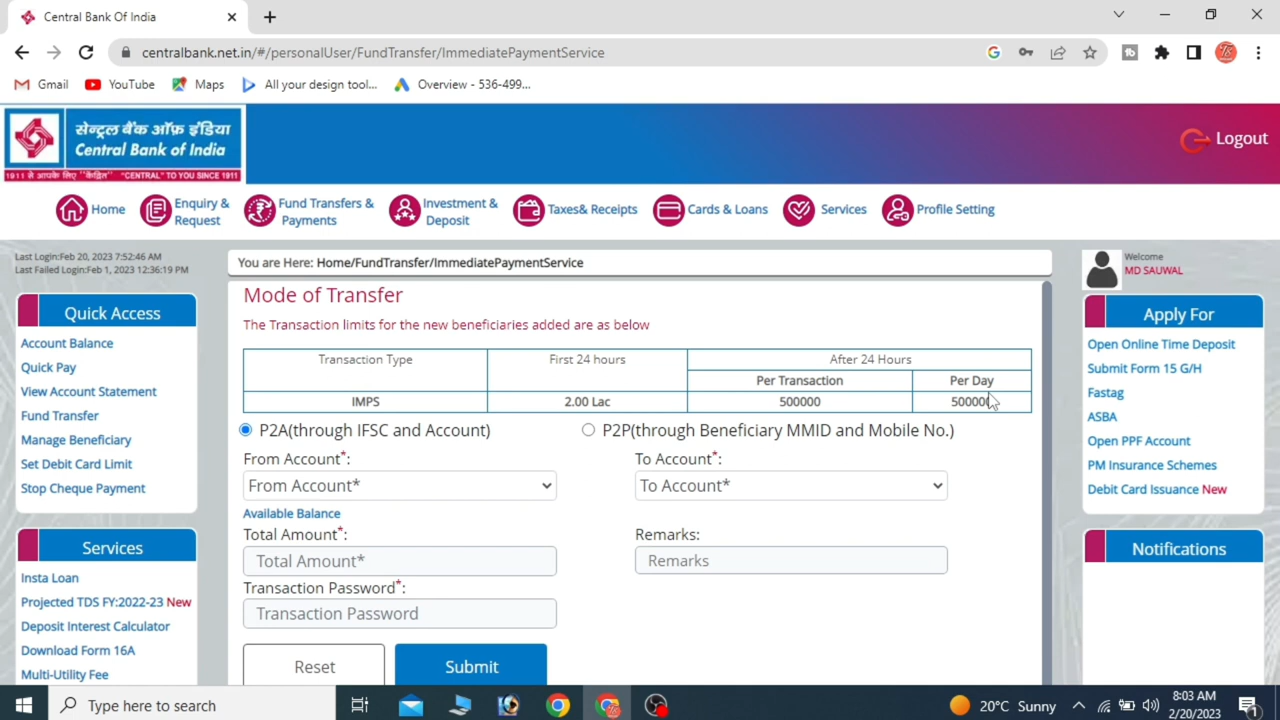 Central Bank Of India
centralbank.net.in/#/personalUser/FundTransfer/ImmediatePaymentService
Gmail
YouTube
Maps
All your design tool...
Overview - 536-499...
सेन्ट्रल बैंक ऑफ़ इंडिया
Central Bank of India
1911 से आपके लिए "केंद्रित" "CENTRAL" TO YOU SINCE 1911
Logout
Home
Enquiry & Request
Fund Transfers & Payments
Investment & Deposit
Taxes& Receipts
Cards & Loans
Services
Profile Setting
Last Login:Feb 20, 2023 7:52:46 AM
Last Failed Login:Feb 1, 2023 12:36:19 PM
You are Here: Home/FundTransfer/ImmediatePaymentService
Welcome
MD SAUWAL
Quick Access
Account Balance
Quick Pay
View Account Statement
Fund Transfer
Manage Beneficiary
Set Debit Card Limit
Stop Cheque Payment
Services
Insta Loan
Projected TDS FY:2022-23 New
Deposit Interest Calculator
Download Form 16A
Multi-Utility Fee
Mode of Transfer
The Transaction limits for the new beneficiaries added are as below
Transaction Type
First 24 hours
After 24 Hours
Per Transaction
Per Day
IMPS
2.00 Lac
500000
500000
P2A(through IFSC and Account)
P2P(through Beneficiary MMID and Mobile No.)
From Account*:
To Account*:
From Account*
To Account*
Available Balance
Total Amount*:
Remarks:
Total Amount*
Remarks
Transaction Password*:
Transaction Password
Reset
Submit
Apply For
Open Online Time Deposit
Submit Form 15 G/H
Fastag
ASBA
Open PPF Account
PM Insurance Schemes
Debit Card Issuance New
Notifications
Type here to search
20°C Sunny
8:03 AM
2/20/2023
1